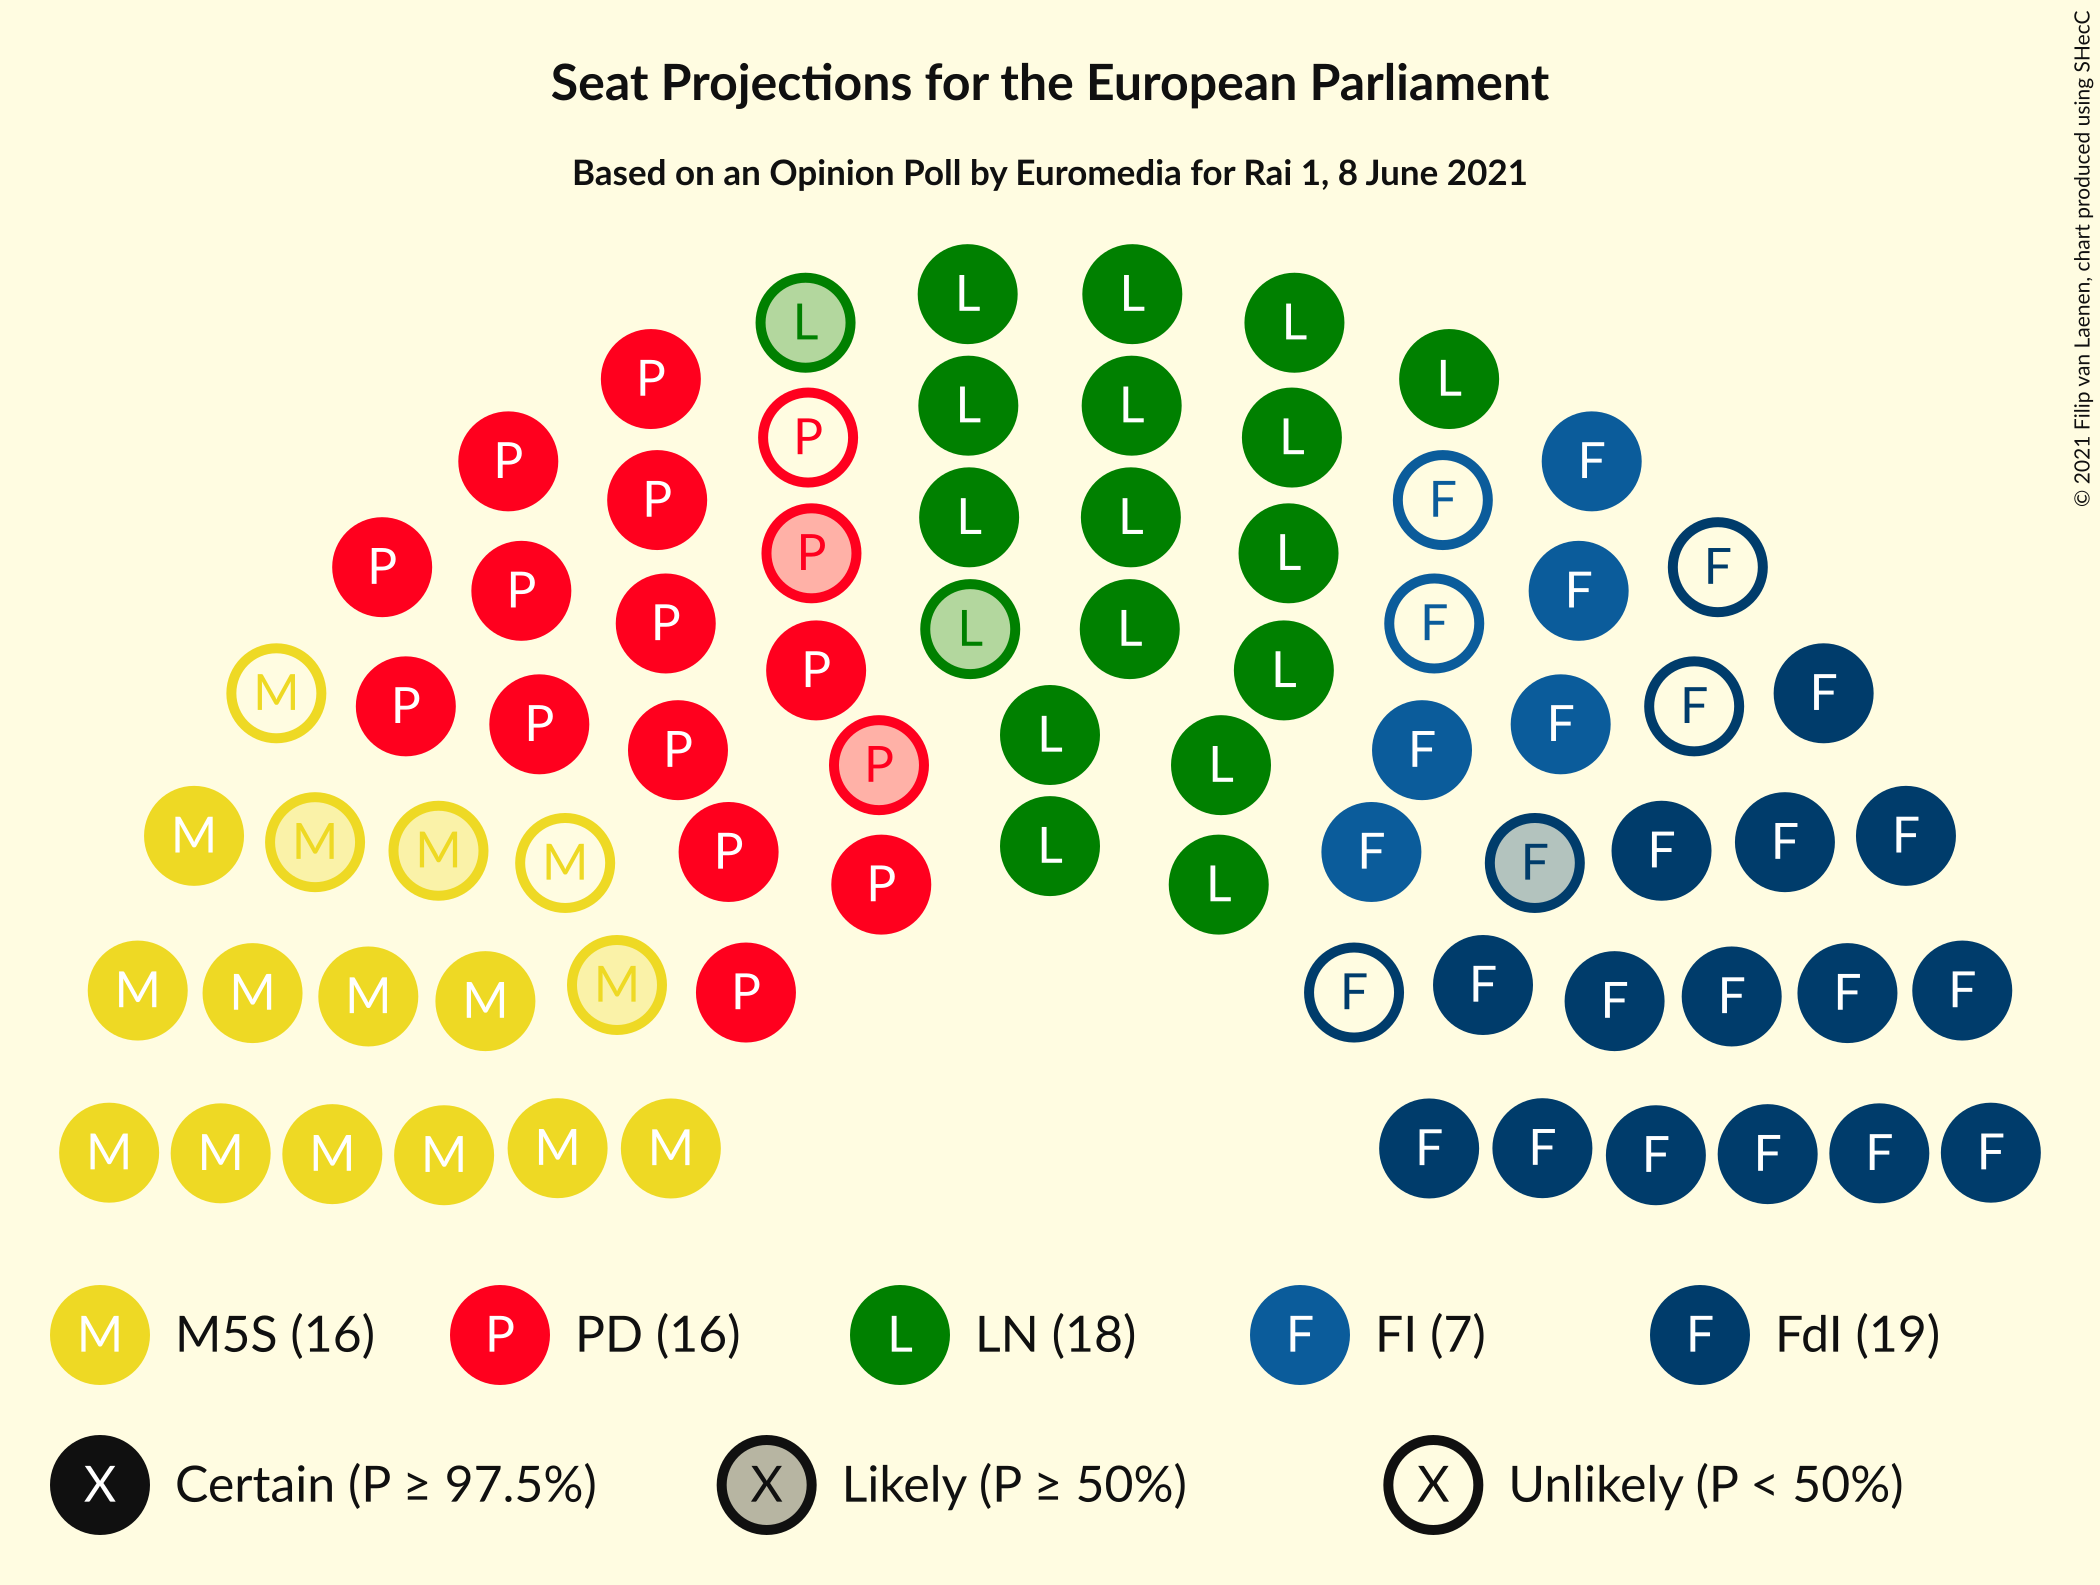 Seat Projections for the European Parliament
Based on an Opinion Poll by Euromedia for Rai 1, 8 June 2021
© 2021 Filip van Laenen, chart produced using SHecC
L L L L L
P L
P P L L L F F
P P L L L F F
P P P L L F F
M P P P P L L L F F F F
P L L F
M M M M P P L L F F F F F
M M M M M P F F F F F F
M M M M M M F F F F F F
M M5S (16) P PD (16) L LN (18) F FI (7) F FdI (19)
X Certain (P ≥ 97.5%) X Likely (P ≥ 50%) X Unlikely (P < 50%)